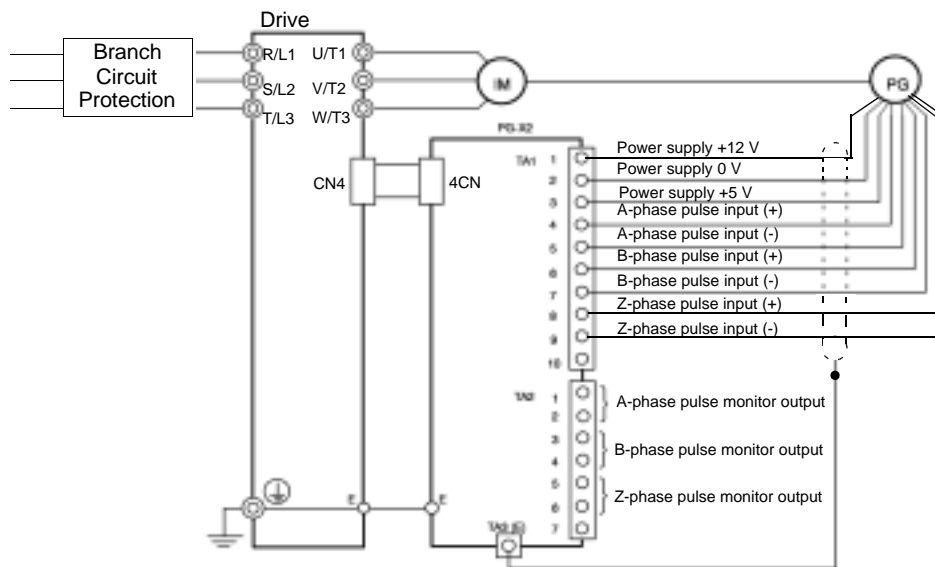 Drive
Branch
Circuit
Protection
R/L1 U/T1
S/L2 V/T2
T/L3 W/T3
IM
PG
PG-X2
CN4
4CN
TA1
1 Power supply +12 V
2 Power supply 0 V
3 Power supply +5 V
4 A-phase pulse input (+)
5 A-phase pulse input (-)
6 B-phase pulse input (+)
7 B-phase pulse input (-)
8 Z-phase pulse input (+)
9 Z-phase pulse input (-)
10
TA2
1
2
A-phase pulse monitor output
3
4
B-phase pulse monitor output
5
6
Z-phase pulse monitor output
7
E E
TA3 (E)